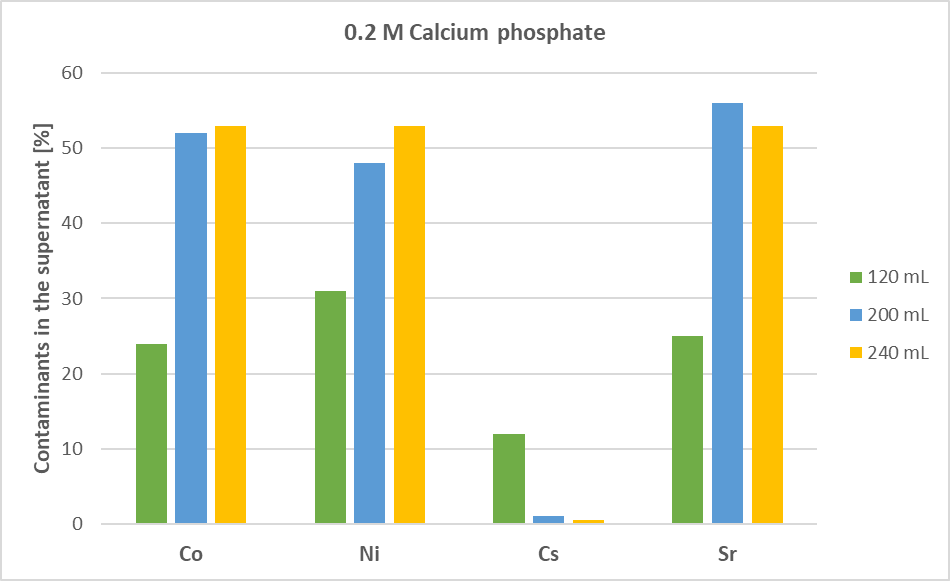 0.2 M Calcium phosphate
Contaminants in the supernatant [%]
60
50
40
30
20
10
0
Co
Ni
Cs
Sr
120 mL
200 mL
240 mL